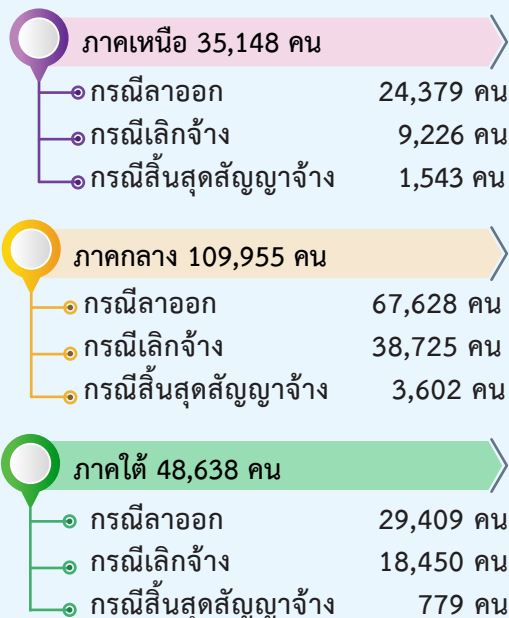 ภาคเหนือ 35,148 คน
กรณีลาออก 24,379 คน
กรณีเลิกจ้าง 9,226 คน
กรณีสิ้นสุดสัญญาจ้าง 1,543 คน
ภาคกลาง 109,955 คน
กรณีลาออก 67,628 คน
กรณีเลิกจ้าง 38,725 คน
กรณีสิ้นสุดสัญญาจ้าง 3,602 คน
ภาคใต้ 48,638 คน
กรณีลาออก 29,409 คน
กรณีเลิกจ้าง 18,450 คน
กรณีสิ้นสุดสัญญาจ้าง 779 คน